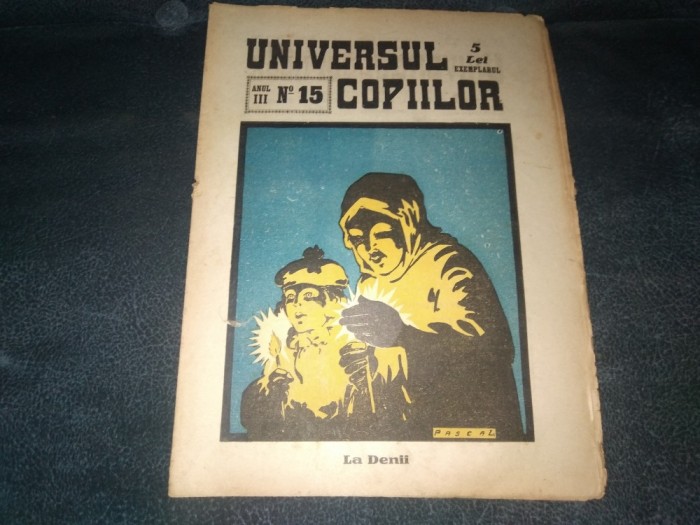 UNIVERSUL
5
Lei
EXEMPLARUL
ANUL
III
Nº 15
COPIILOR
PASCAL
La Denii